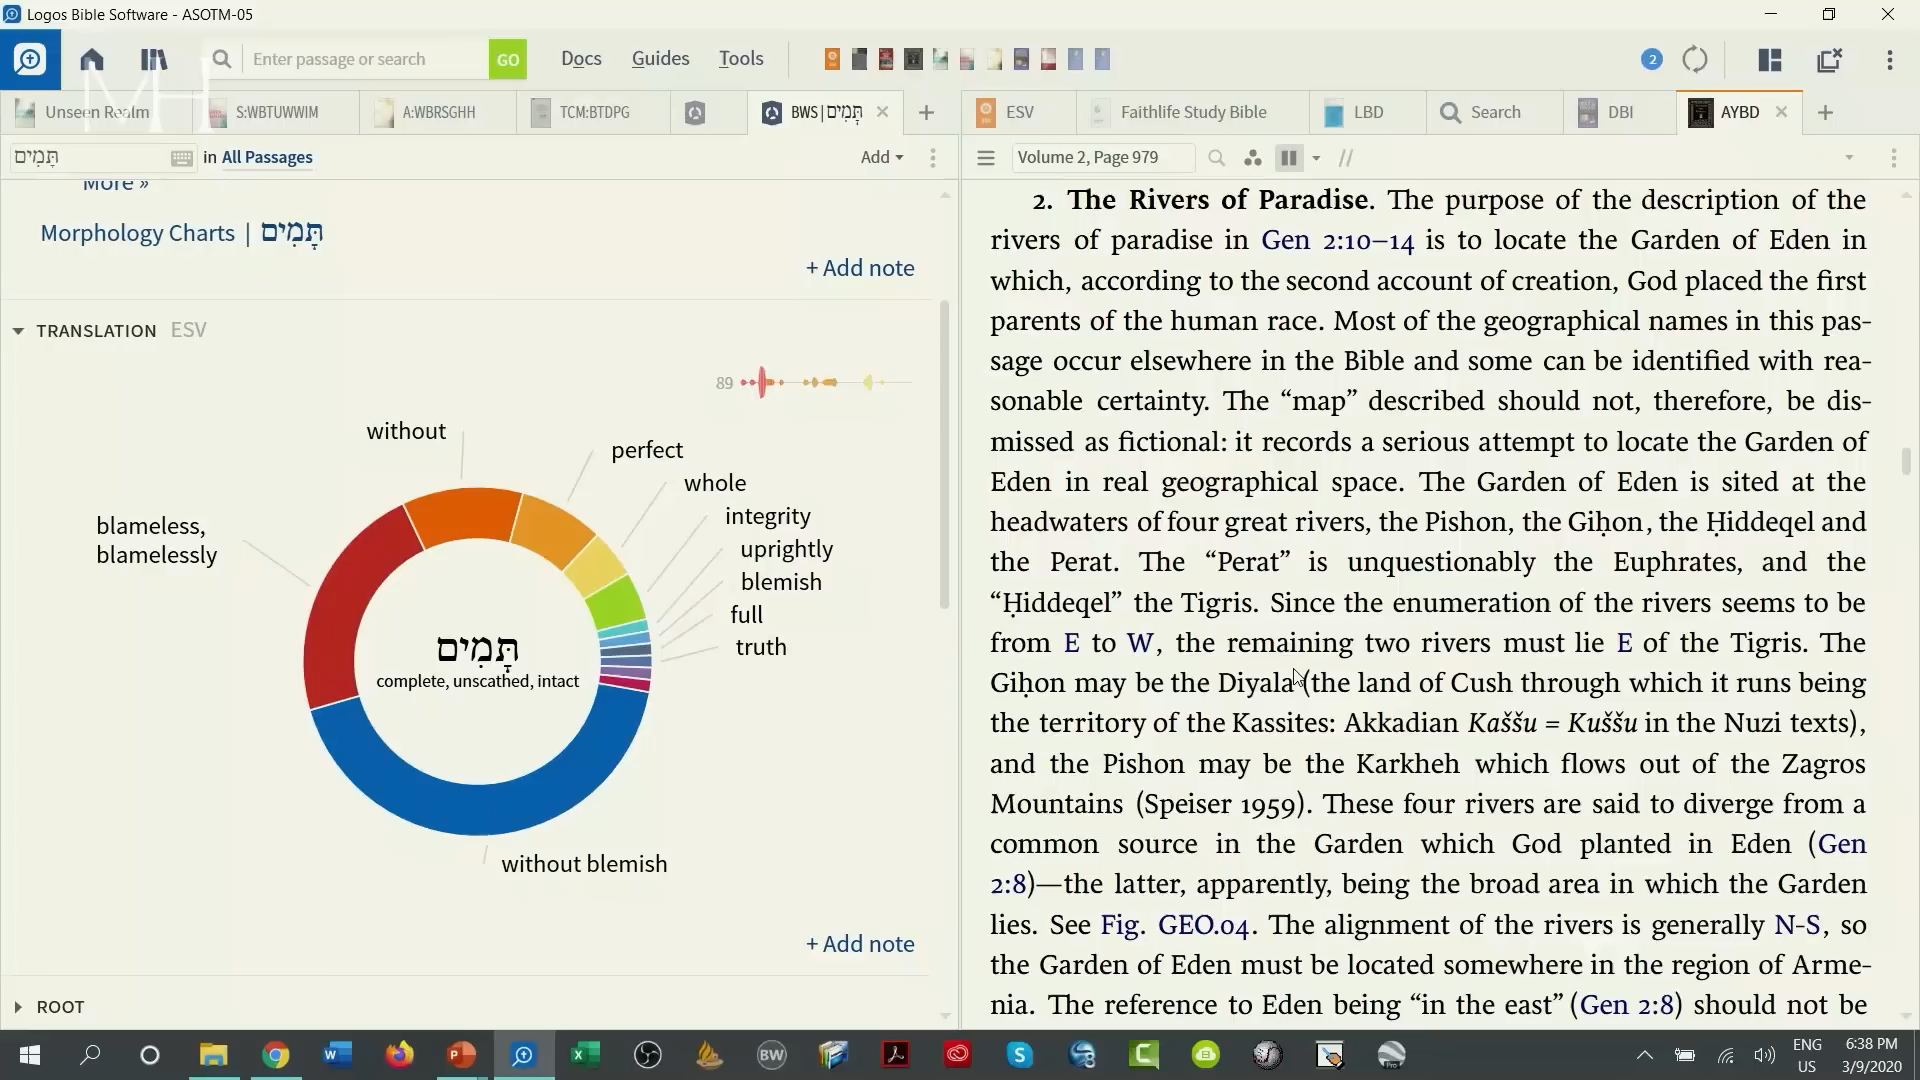 Logos Bible Software - ASOTM-05
MH
Enter passage or search
GO
Docs
Guides
Tools
2
Unseen Realm
S:WBTUWWIM
A:WBRSGHH
TCM:BTDPG
BWS | תָּמִים
ESV
Faithlife Study Bible
LBD
Search
DBI
AYBD
תָּמִים in All Passages
Add
Volume 2, Page 979
More »
Morphology Charts | תָּמִים
+ Add note
TRANSLATION ESV
89
without
perfect
whole
integrity
uprightly
blemish
full
truth
blameless,
blamelessly
תָּמִים
complete, unscathed, intact
without blemish
+ Add note
ROOT
2. The Rivers of Paradise. The purpose of the description of the
rivers of paradise in Gen 2:10–14 is to locate the Garden of Eden in
which, according to the second account of creation, God placed the first
parents of the human race. Most of the geographical names in this pas-
sage occur elsewhere in the Bible and some can be identified with rea-
sonable certainty. The “map” described should not, therefore, be dis-
missed as fictional: it records a serious attempt to locate the Garden of
Eden in real geographical space. The Garden of Eden is sited at the
headwaters of four great rivers, the Pishon, the Giḥon, the Ḥiddeqel and
the Perat. The “Perat” is unquestionably the Euphrates, and the
“Ḥiddeqel” the Tigris. Since the enumeration of the rivers seems to be
from E to W, the remaining two rivers must lie E of the Tigris. The
Giḥon may be the Diyala (the land of Cush through which it runs being
the territory of the Kassites: Akkadian Kaššu = Kuššu in the Nuzi texts),
and the Pishon may be the Karkheh which flows out of the Zagros
Mountains (Speiser 1959). These four rivers are said to diverge from a
common source in the Garden which God planted in Eden (Gen
2:8)—the latter, apparently, being the broad area in which the Garden
lies. See Fig. GEO.04. The alignment of the rivers is generally N-S, so
the Garden of Eden must be located somewhere in the region of Arme-
nia. The reference to Eden being “in the east” (Gen 2:8) should not be
BW
ENG
US
6:38 PM
3/9/2020